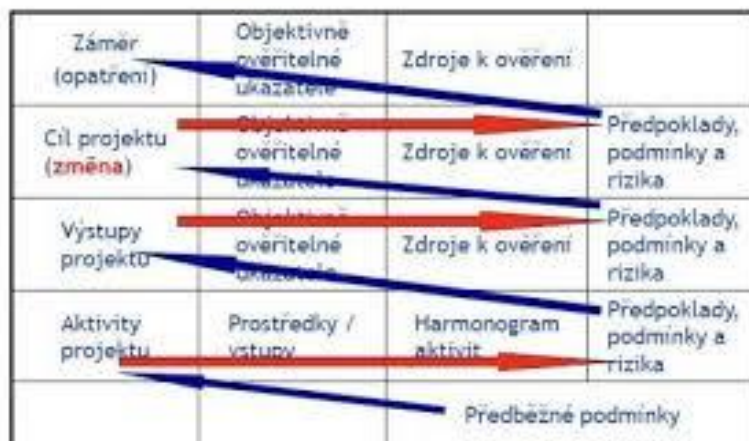 Záměr
(opatření)
Objektivně
ověřitelné
ukazatele
Zdroje k ověření
Cíl projektu
(změna)
Objektivně
ověřitelné
ukazatele
Zdroje k ověření
Předpoklady,
podmínky a
rizika
Výstupy
projektu
Objektivně
ověřitelné
ukazatele
Zdroje k ověření
Předpoklady,
podmínky a
rizika
Aktivity
projektu
Prostředky /
vstupy
Harmonogram
aktivit
Předpoklady,
podmínky a
rizika
Předběžné podmínky